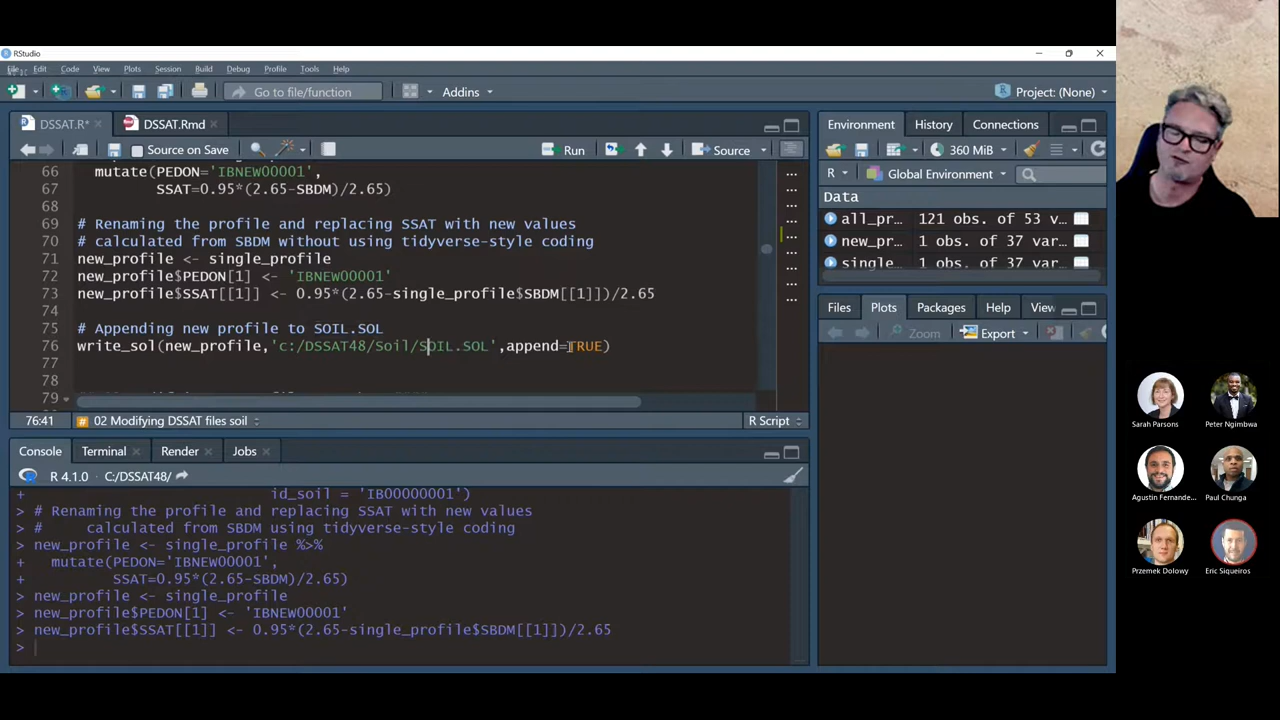 RStudio
File Edit Code View Plots Session Build Debug Profile Tools Help
Go to file/function Addins Project: (None)
DSSAT.R* DSSAT.Rmd
Source on Save Run Source
66 mutate(PEDON='IBNEW00001',
67 SSAT=0.95*(2.65-SBDM)/2.65)
68
69 # Renaming the profile and replacing SSAT with new values
70 # calculated from SBDM without using tidyverse-style coding
71 new_profile <- single_profile
72 new_profile$PEDON[1] <- 'IBNEW00001'
73 new_profile$SSAT[[1]] <- 0.95*(2.65-single_profile$SBDM[[1]])/2.65
74
75 # Appending new profile to SOIL.SOL
76 write_sol(new_profile,'c:/DSSAT48/Soil/SOIL.SOL',append=TRUE)
77
78
79
76:41 02 Modifying DSSAT files soil R Script
Console Terminal Render Jobs
R 4.1.0 C:/DSSAT48/
+ id_soil = 'IB00000001')
> # Renaming the profile and replacing SSAT with new values
> # calculated from SBDM using tidyverse-style coding
> new_profile <- single_profile %>%
+ mutate(PEDON='IBNEW00001',
+ SSAT=0.95*(2.65-SBDM)/2.65)
> new_profile <- single_profile
> new_profile$PEDON[1] <- 'IBNEW00001'
> new_profile$SSAT[[1]] <- 0.95*(2.65-single_profile$SBDM[[1]])/2.65
>
Environment History Connections
360 MiB
R Global Environment
Data
all_pr… 121 obs. of 53 v…
new_pr… 1 obs. of 37 var…
single… 1 obs. of 37 var…
Files Plots Packages Help View
Zoom Export
Sarah Parsons Peter Ngimbwa
Agustin Fernande... Paul Chunga
Przemek Dolowy Eric Siqueiros